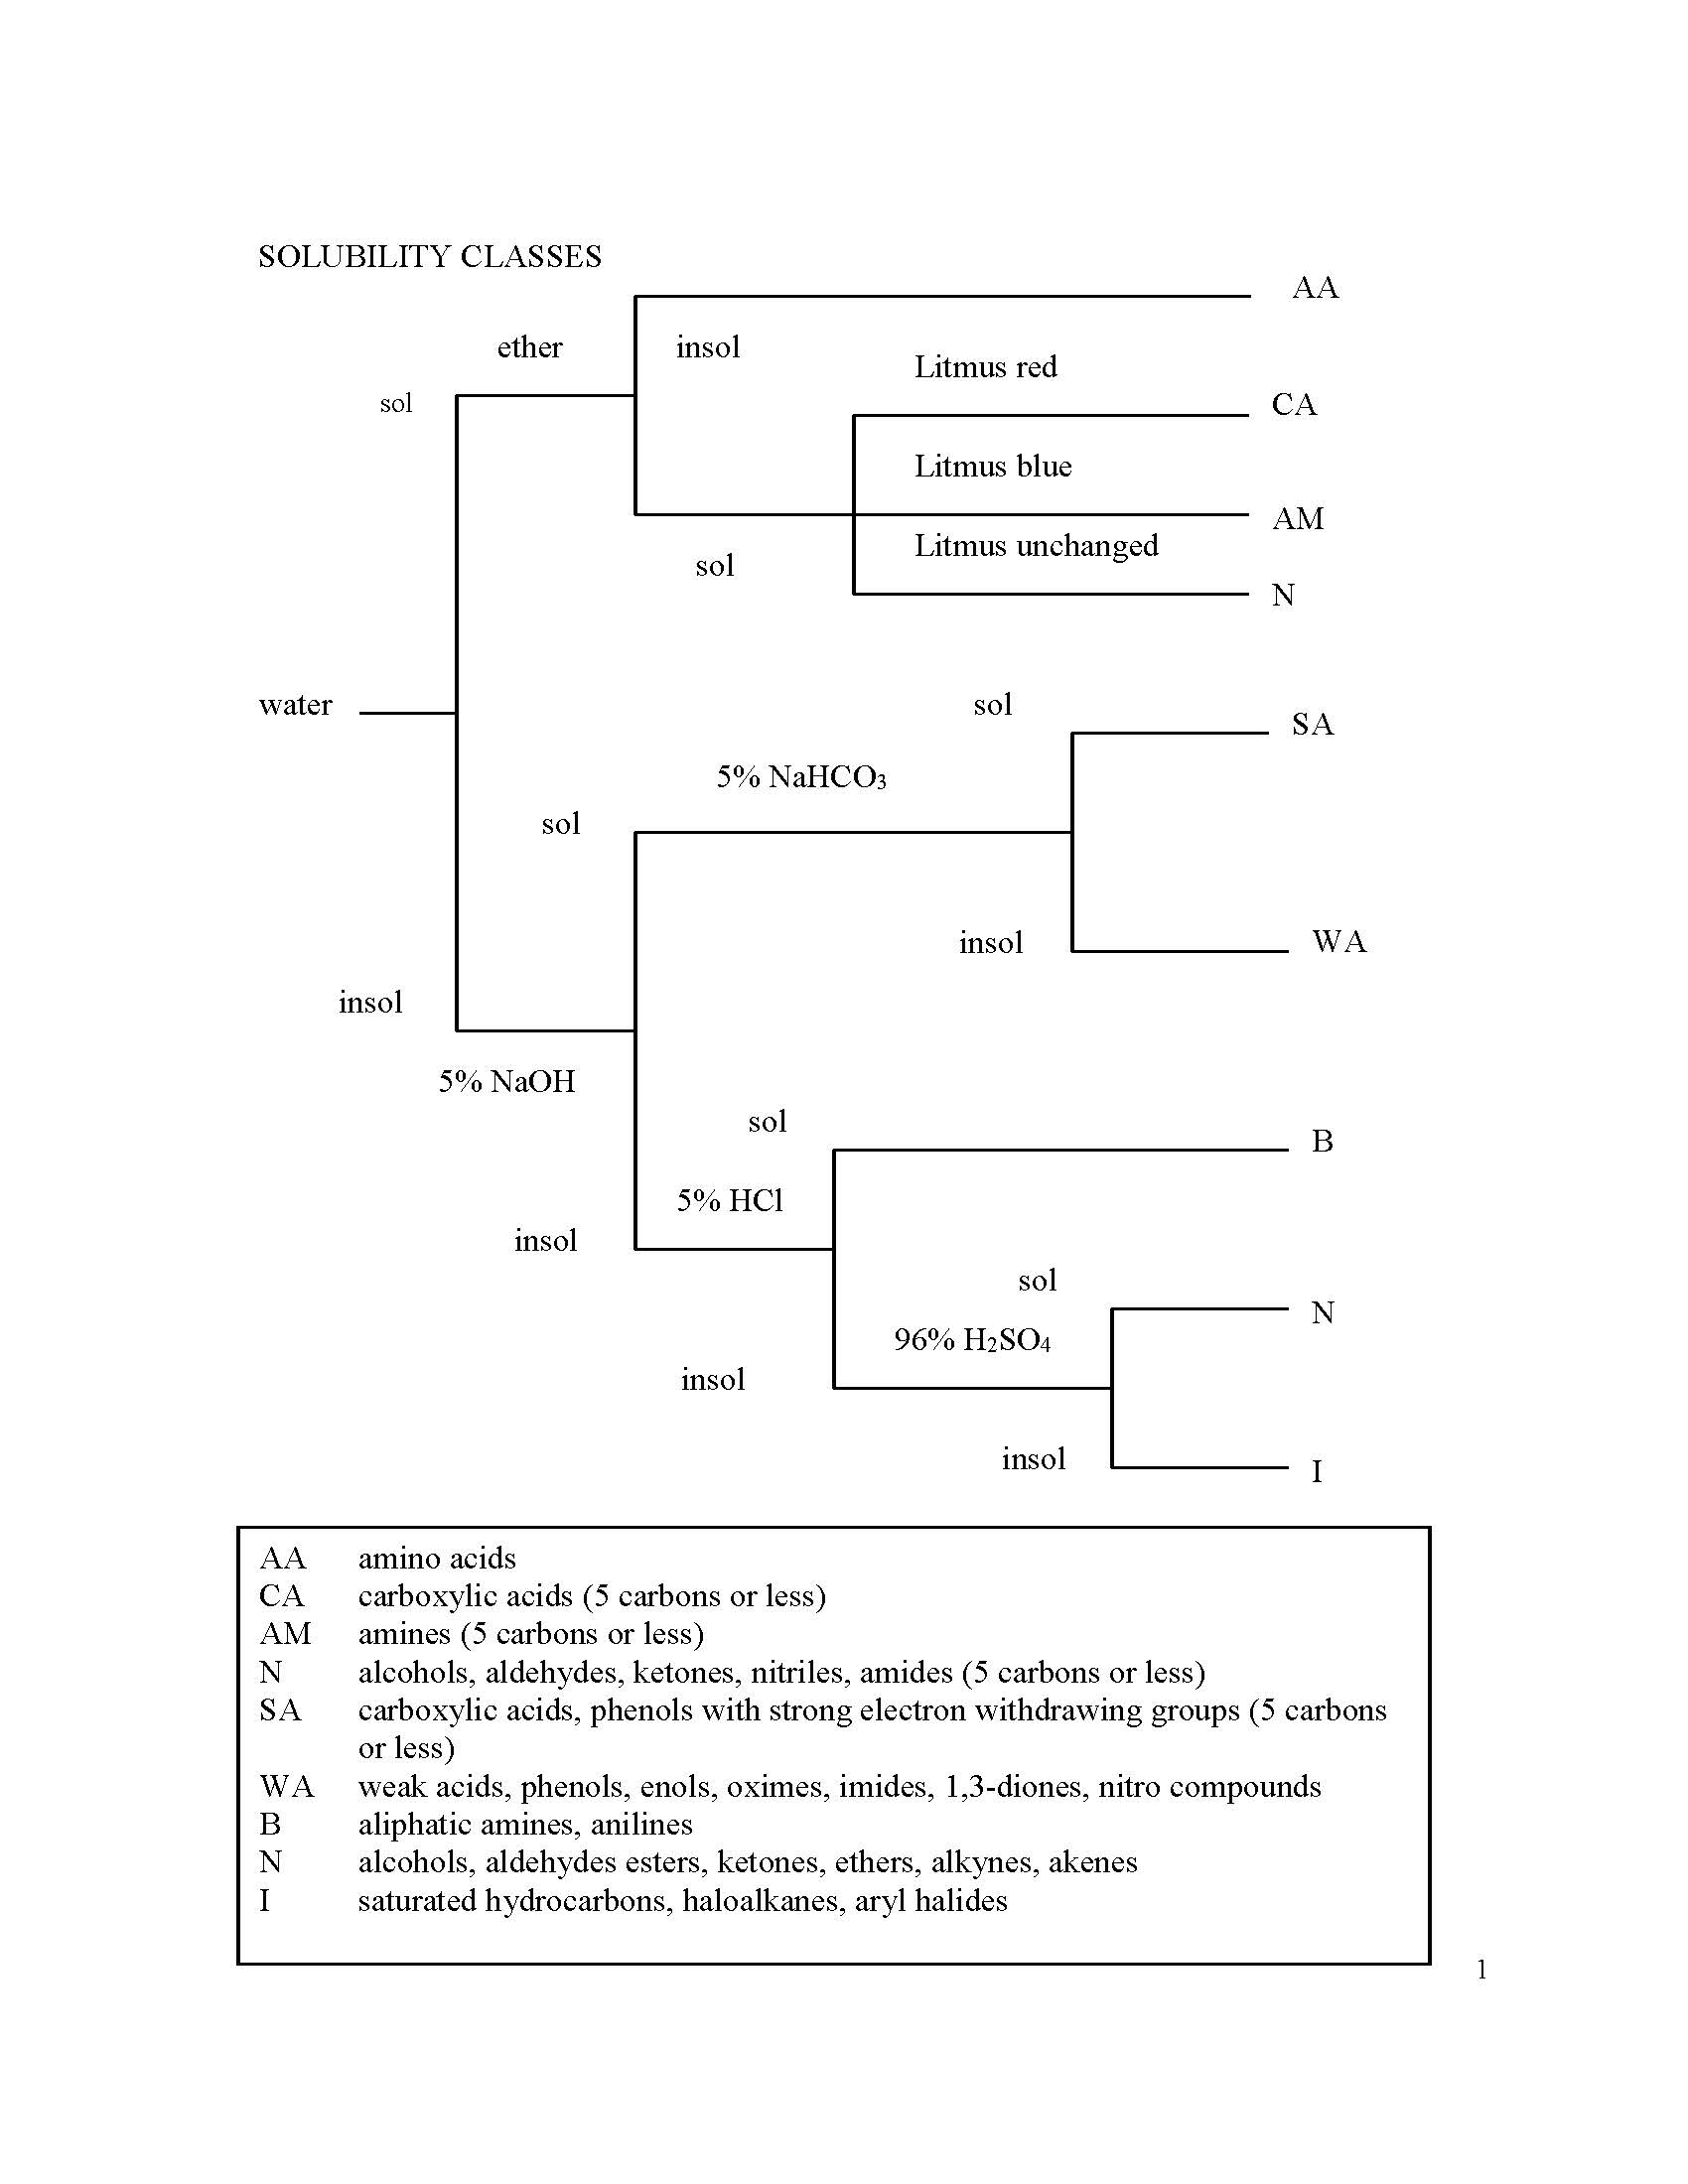 SOLUBILITY CLASSES
AA
ether
insol
Litmus red
sol
CA
Litmus blue
AM
Litmus unchanged
sol
N
water
sol
SA
5% NaHCO₃
sol
insol
WA
insol
5% NaOH
sol
B
5% HCl
insol
sol
N
96% H₂SO₄
insol
insol
I
AA amino acids
CA carboxylic acids (5 carbons or less)
AM amines (5 carbons or less)
N alcohols, aldehydes, ketones, nitriles, amides (5 carbons or less)
SA carboxylic acids, phenols with strong electron withdrawing groups (5 carbons
or less)
WA weak acids, phenols, enols, oximes, imides, 1,3-diones, nitro compounds
B aliphatic amines, anilines
N alcohols, aldehydes esters, ketones, ethers, alkynes, akenes
I saturated hydrocarbons, haloalkanes, aryl halides
1